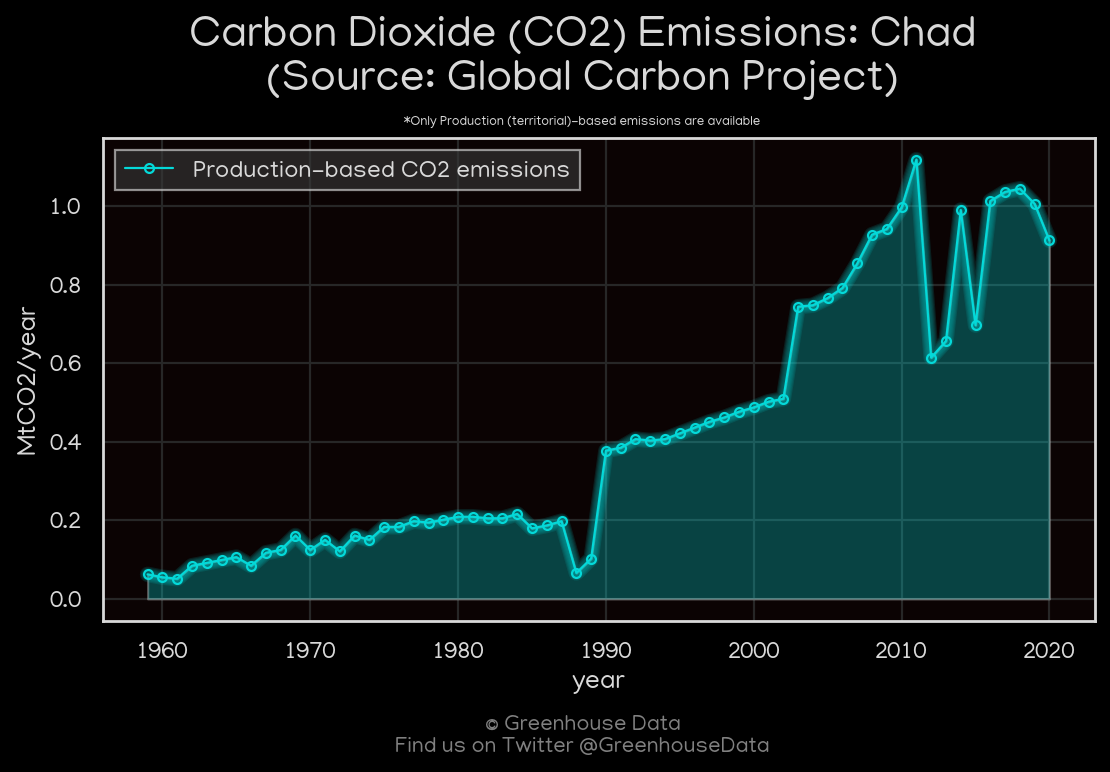 Carbon Dioxide (CO2) Emissions: Chad
(Source: Global Carbon Project)
*Only Production (territorial)-based emissions are available
Production-based CO2 emissions
MtCO2/year
1.0
0.8
0.6
0.4
0.2
0.0
1960 1970 1980 1990 2000 2010 2020
year
© Greenhouse Data
Find us on Twitter @GreenhouseData